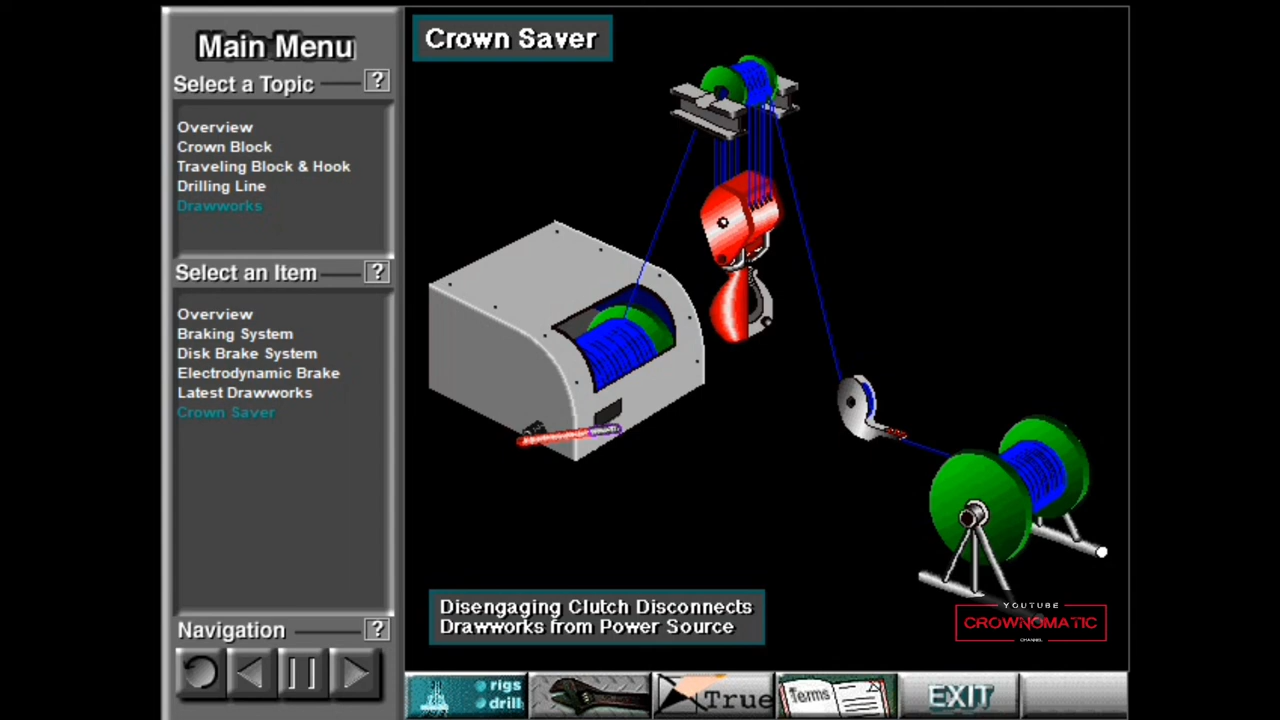 Main Menu
Select a Topic ?
Overview
Crown Block
Traveling Block & Hook
Drilling Line
Drawworks
Select an Item ?
Overview
Braking System
Disk Brake System
Electrodynamic Brake
Latest Drawworks
Crown Saver
Navigation ?
Crown Saver
Disengaging Clutch Disconnects
Drawworks from Power Source
YOUTUBE
CROWNOMATIC
CHANNEL
rigs
drill
True
Terms
EXIT